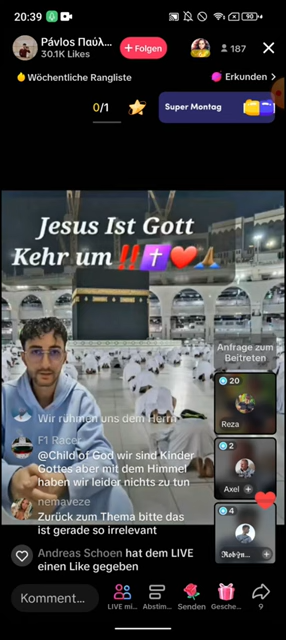 20:39
90
Pávlos Παύλ...
30.1K Likes
+ Folgen
187
Wöchentliche Rangliste
Erkunden >
0/1
Super Montag
Jesus Ist Gott
Kehr um ‼️✝️❤️🙏
Anfrage zum
Beitreten
20
Reza
2
Axel
4
Wir rühmen uns dem Herrn
F1 Racer
@Child of God wir sind Kinder
Gottes aber mit dem Himmel
haben wir leider nichts zu tun
nemaveze
Zurück zum Thema bitte das
ist gerade so irrelevant
Andreas Schoen hat dem LIVE
einen Like gegeben
Komment...
LIVE mi...
Abstim...
Senden
Gesche...
9